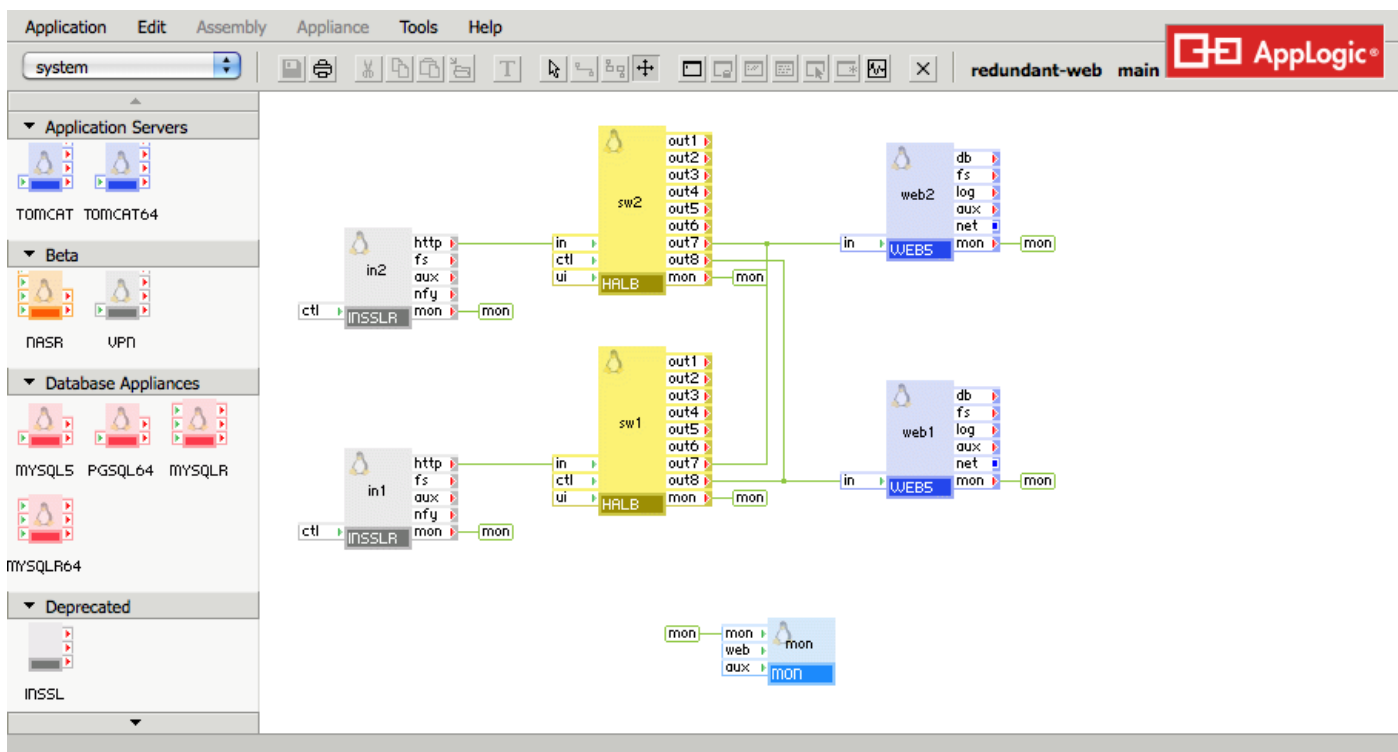 Application Edit Assembly Appliance Tools Help
AppLogic®
system
T
redundant-web main
Application Servers
TOMCAT TOMCAT64
Beta
NASR VPN
Database Appliances
MYSQL5 PGSQL64 MYSQLR
MYSQLR64
Deprecated
INSSL
in2
http
fs
aux
nfy
mon
ctl
INSSLR
mon
sw2
out1
out2
out3
out4
out5
out6
out7
out8
mon
in
ctl
ui
HALB
mon
web2
db
fs
log
aux
net
mon
in
WEB5
mon
in1
http
fs
aux
nfy
mon
ctl
INSSLR
mon
sw1
out1
out2
out3
out4
out5
out6
out7
out8
mon
in
ctl
ui
HALB
mon
web1
db
fs
log
aux
net
mon
in
WEB5
mon
mon
mon
web
aux
mon
mon